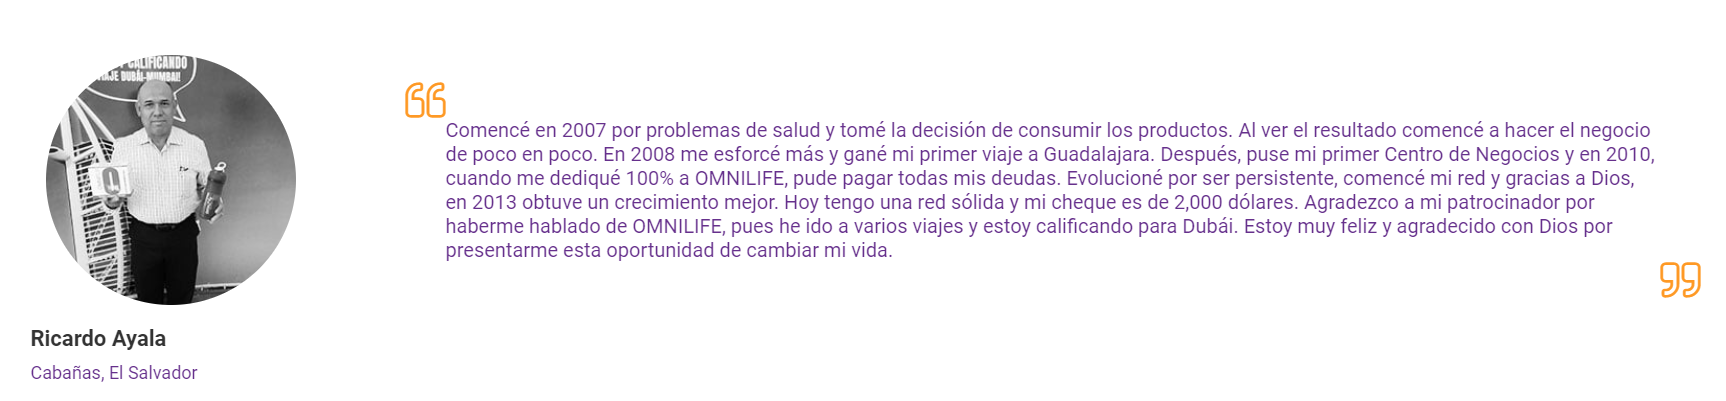 CALIFICANDO
DUBÁI-MUMBAI!
Comencé en 2007 por problemas de salud y tomé la decisión de consumir los productos. Al ver el resultado comencé a hacer el negocio
de poco en poco. En 2008 me esforcé más y gané mi primer viaje a Guadalajara. Después, puse mi primer Centro de Negocios y en 2010,
cuando me dediqué 100% a OMNILIFE, pude pagar todas mis deudas. Evolucioné por ser persistente, comencé mi red y gracias a Dios,
en 2013 obtuve un crecimiento mejor. Hoy tengo una red sólida y mi cheque es de 2,000 dólares. Agradezco a mi patrocinador por
haberme hablado de OMNILIFE, pues he ido a varios viajes y estoy calificando para Dubái. Estoy muy feliz y agradecido con Dios por
presentarme esta oportunidad de cambiar mi vida.
Ricardo Ayala
Cabañas, El Salvador